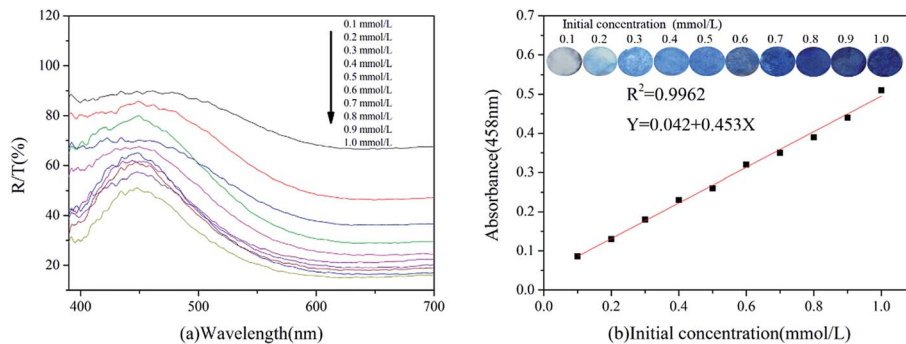 120
100
80
60
40
20
R/T(%)
0.1 mmol/L
0.2 mmol/L
0.3 mmol/L
0.4 mmol/L
0.5 mmol/L
0.6 mmol/L
0.7 mmol/L
0.8 mmol/L
0.9 mmol/L
1.0 mmol/L
400 500 600 700
(a)Wavelength(nm)
0.7
0.6
0.5
0.4
0.3
0.2
0.1
0.0
Absorbance(458nm)
Initial concentration (mmol/L)
0.1 0.2 0.3 0.4 0.5 0.6 0.7 0.8 0.9 1.0
R²=0.9962
Y=0.042+0.453X
0.0 0.2 0.4 0.6 0.8 1.0
(b)Initial concentration(mmol/L)